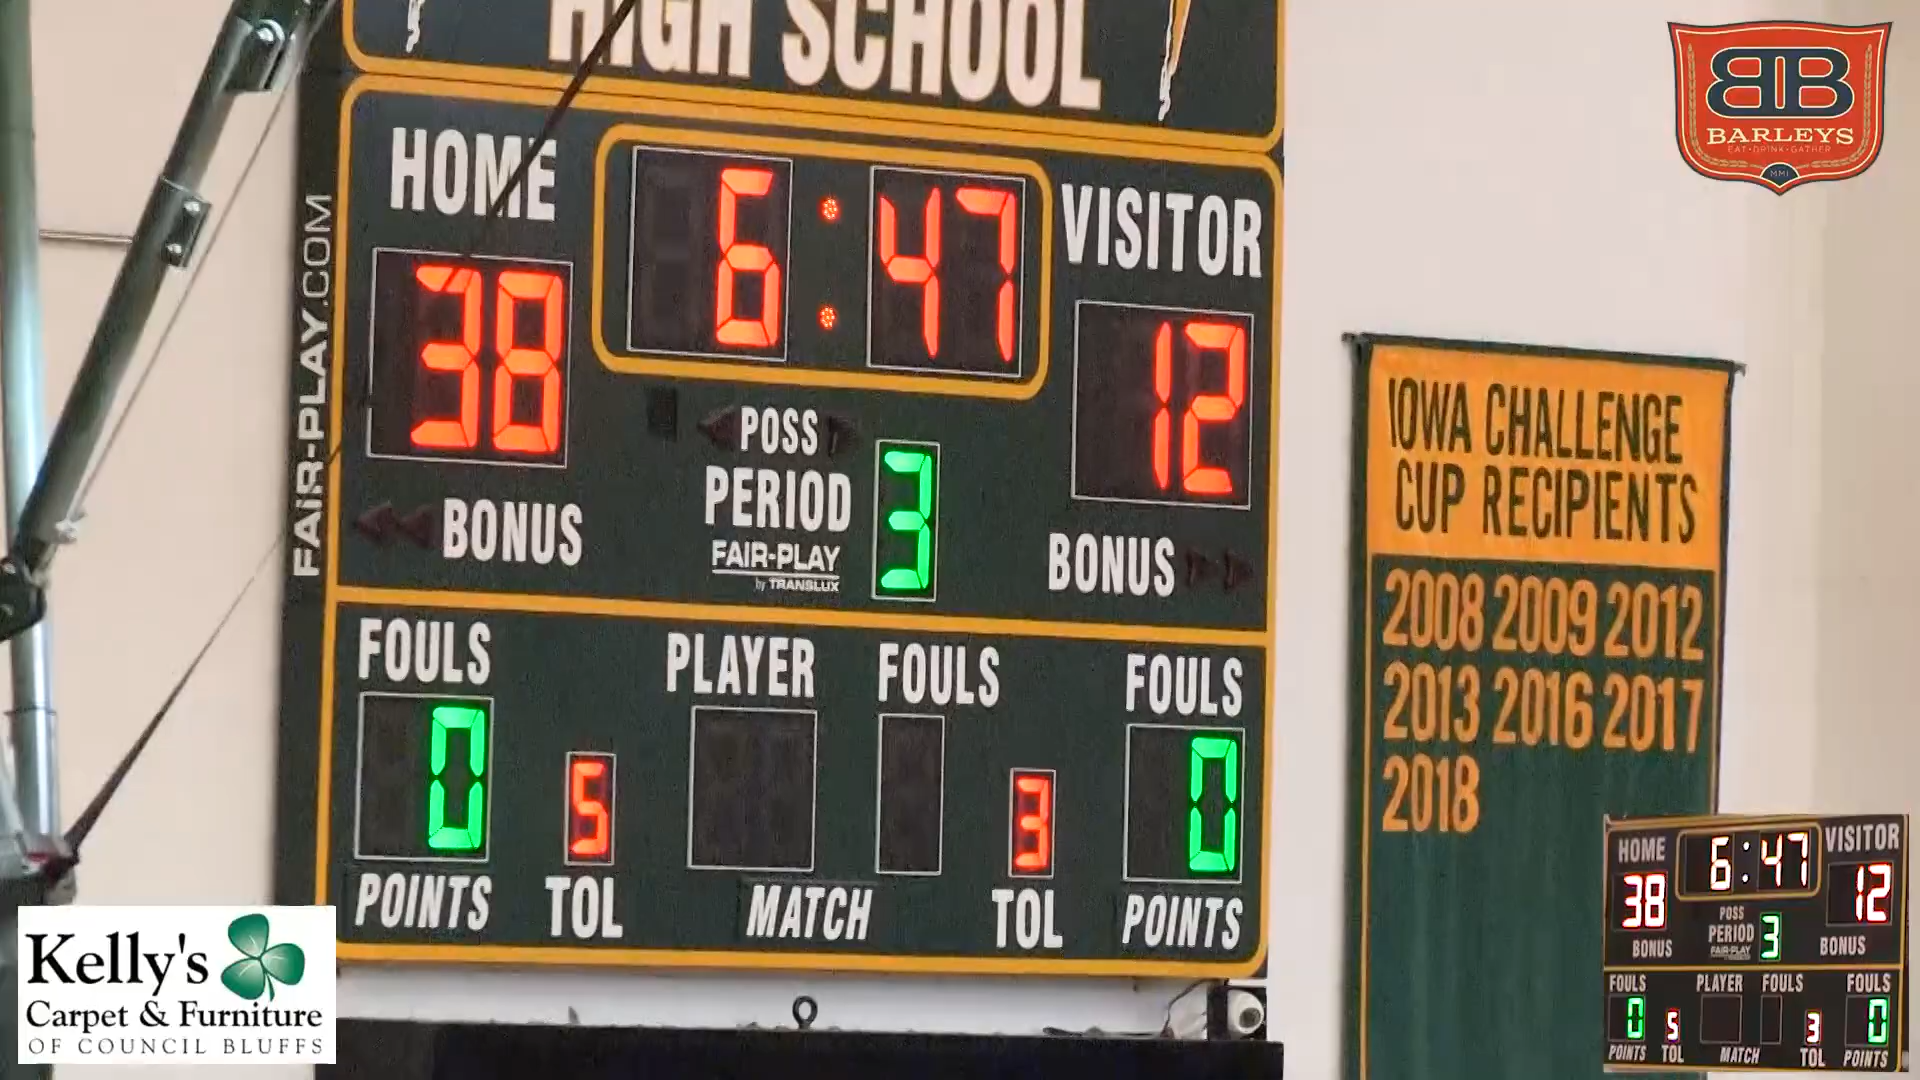 HIGH SCHOOL
HOME
6:47
VISITOR
38
12
FAIR-PLAY.COM
POSS
PERIOD
3
FAIR-PLAY
by TRANSLUX
BONUS
BONUS
FOULS
PLAYER
FOULS
FOULS
0
5
3
0
POINTS
TOL
MATCH
TOL
POINTS
BB
BARLEYS
EAT·DRINK·GATHER
MMI
IOWA CHALLENGE
CUP RECIPIENTS
2008 2009 2012
2013 2016 2017
2018
Kelly's
Carpet & Furniture
OF COUNCIL BLUFFS
HOME
6:47
VISITOR
38
12
POSS
PERIOD
3
FAIR-PLAY
BONUS
BONUS
FOULS
PLAYER
FOULS
FOULS
0
5
3
0
POINTS
TOL
MATCH
TOL
POINTS